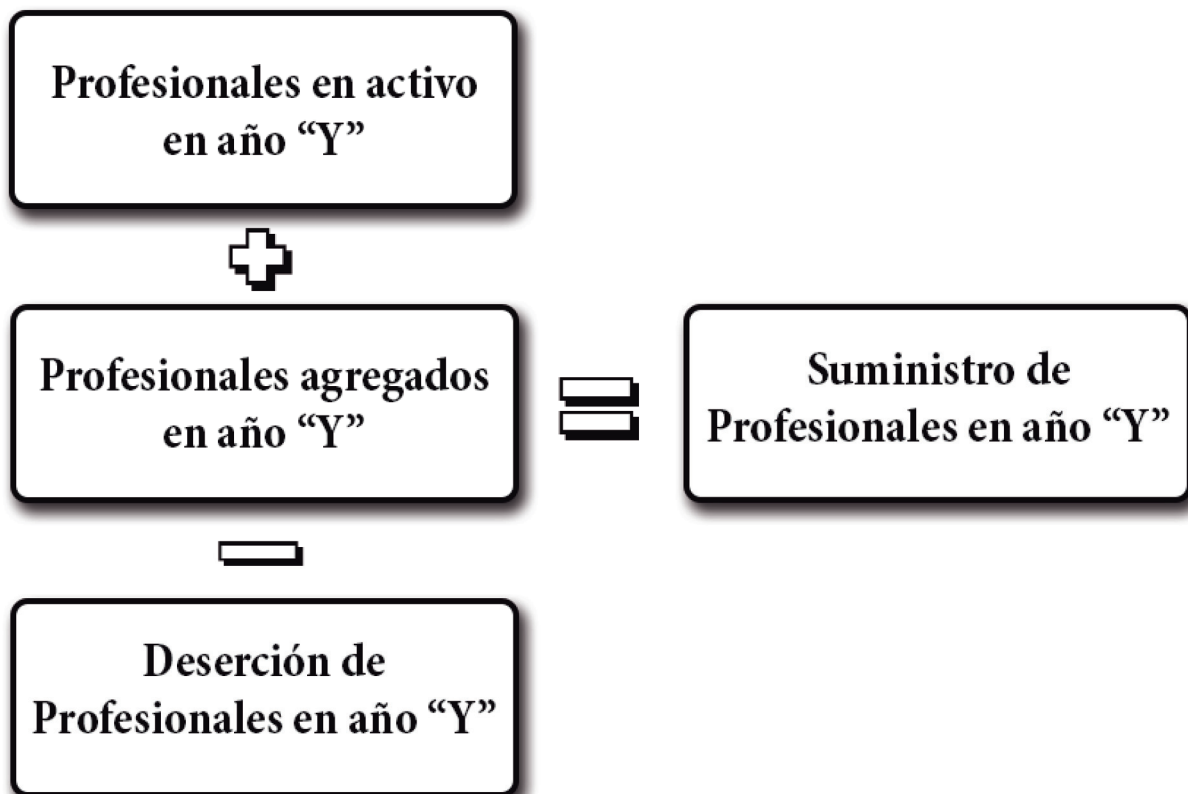 Profesionales en activo
en año “Y”
Profesionales agregados
en año “Y”
Suministro de
Profesionales en año “Y”
Deserción de
Profesionales en año “Y”